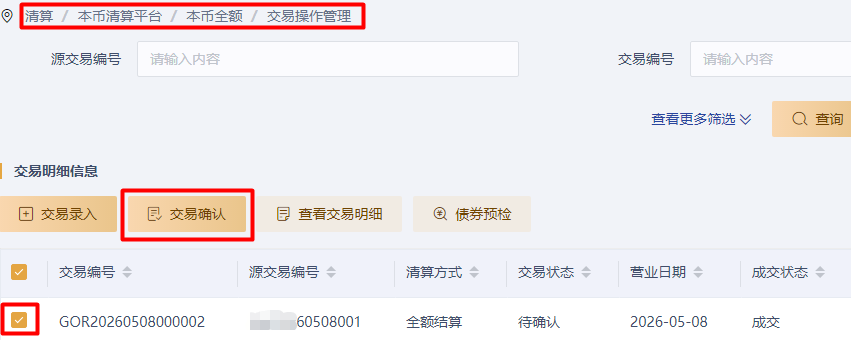 清算 / 本币清算平台 / 本币全额 / 交易操作管理
源交易编号 请输入内容 交易编号 请输入内容
查看更多筛选 查询
交易明细信息
交易录入 交易确认 查看交易明细 债券预检
交易编号 源交易编号 清算方式 交易状态 营业日期 成交状态
GOR20260508000002 60508001 全额结算 待确认 2026-05-08 成交